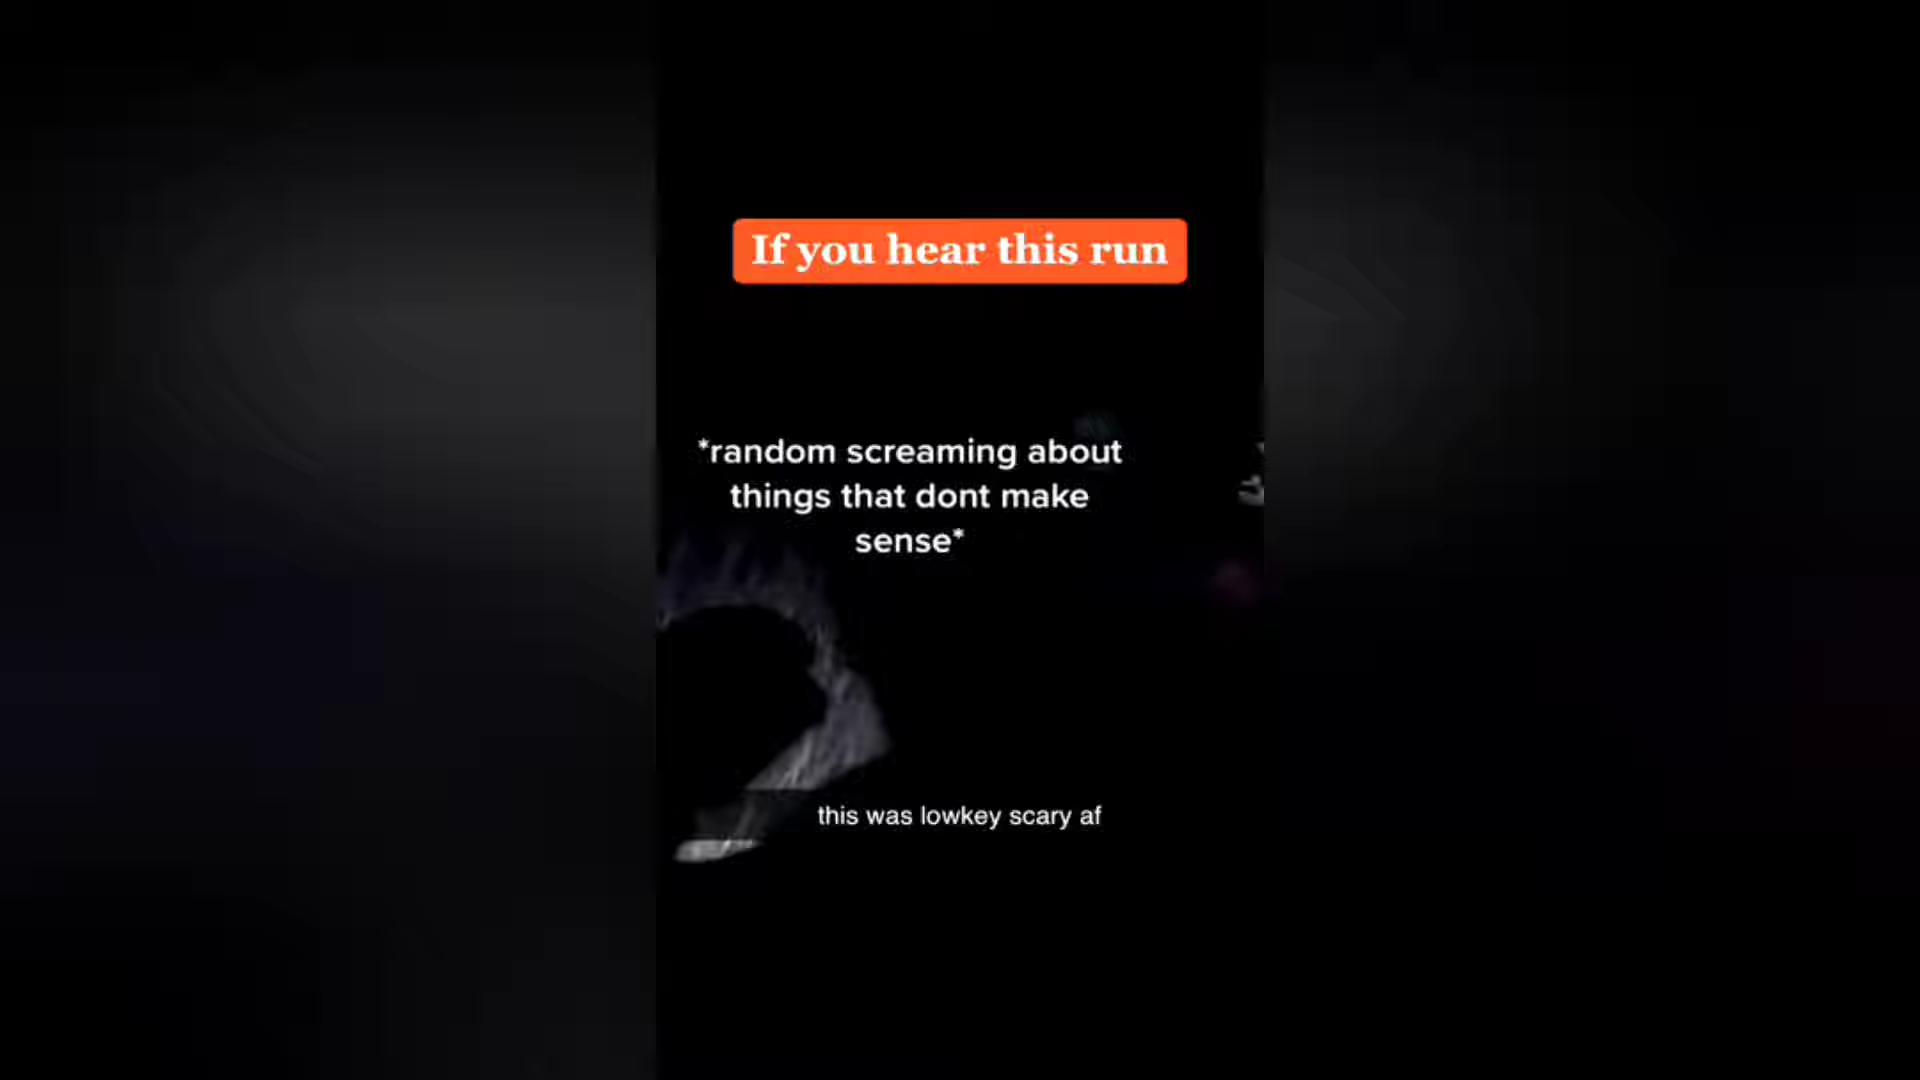 If you hear this run
*random screaming about
things that dont make
sense*
this was lowkey scary af